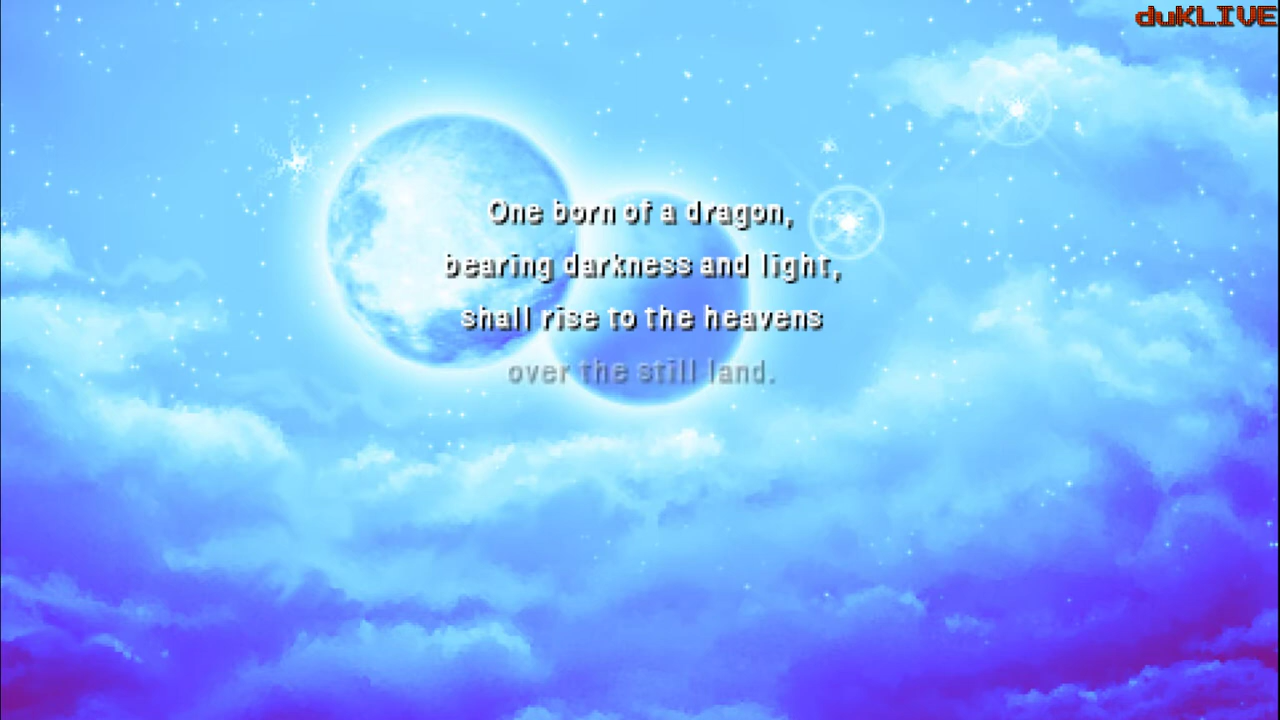 duKLIVE
One born of a dragon,
bearing darkness and light,
shall rise to the heavens
over the still land.